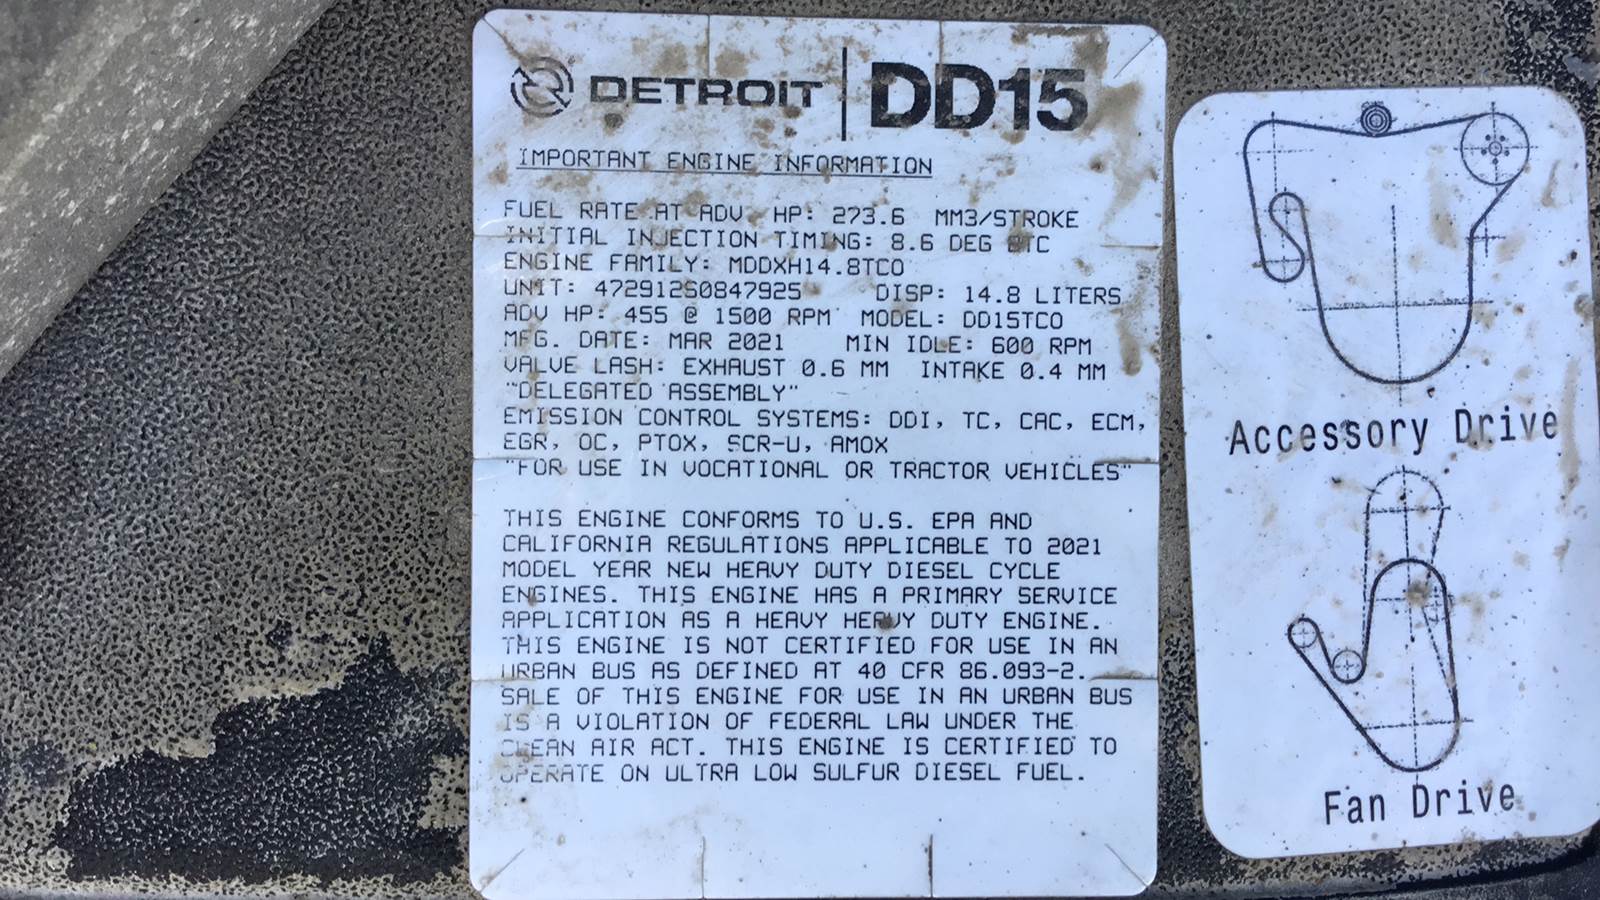 DETROIT DD15
IMPORTANT ENGINE INFORMATION
FUEL RATE AT ADV HP: 273.6 MM3/STROKE
INITIAL INJECTION TIMING: 8.6 DEG BTC
ENGINE FAMILY: MDDXH14.8TCO
UNIT: 472912S0847925 DISP: 14.8 LITERS
ADV HP: 455 @ 1500 RPM MODEL: DD15TCO
MFG. DATE: MAR 2021 MIN IDLE: 600 RPM
VALVE LASH: EXHAUST 0.6 MM INTAKE 0.4 MM
"DELEGATED ASSEMBLY"
EMISSION CONTROL SYSTEMS: DDI, TC, CAC, ECM,
EGR, OC, PTOX, SCR-U, AMOX
"FOR USE IN VOCATIONAL OR TRACTOR VEHICLES"
THIS ENGINE CONFORMS TO U.S. EPA AND
CALIFORNIA REGULATIONS APPLICABLE TO 2021
MODEL YEAR NEW HEAVY DUTY DIESEL CYCLE
ENGINES. THIS ENGINE HAS A PRIMARY SERVICE
APPLICATION AS A HEAVY HEAVY DUTY ENGINE.
THIS ENGINE IS NOT CERTIFIED FOR USE IN AN
URBAN BUS AS DEFINED AT 40 CFR 86.093-2.
SALE OF THIS ENGINE FOR USE IN AN URBAN BUS
IS A VIOLATION OF FEDERAL LAW UNDER THE
CLEAN AIR ACT. THIS ENGINE IS CERTIFIED TO
OPERATE ON ULTRA LOW SULFUR DIESEL FUEL.
Accessory Drive
Fan Drive